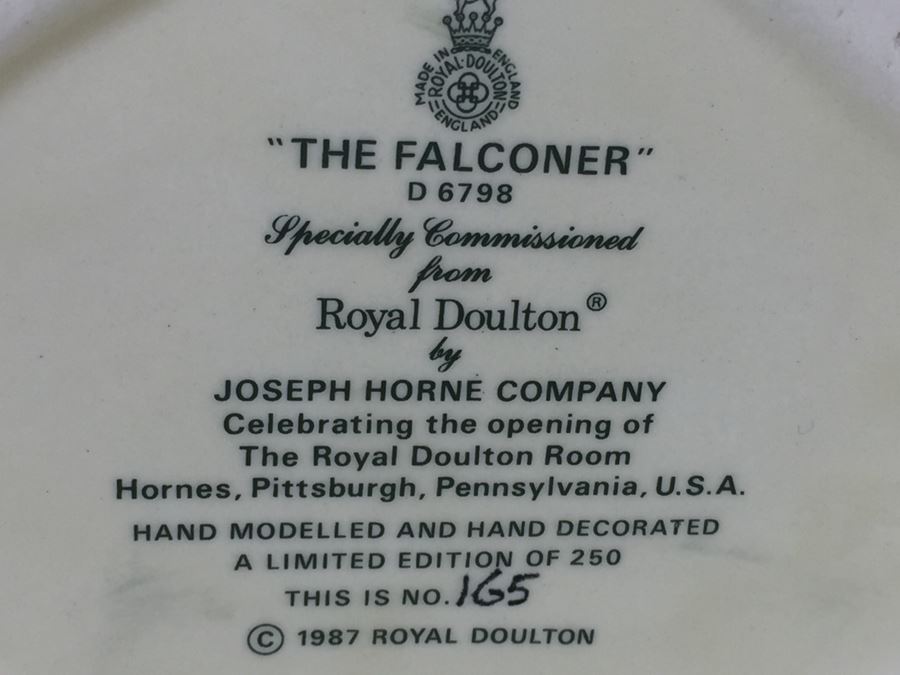 MADE IN ENGLAND
ROYAL·DOULTON
ENGLAND
"THE FALCONER"
D 6798
Specially Commissioned
from
Royal Doulton®
by
JOSEPH HORNE COMPANY
Celebrating the opening of
The Royal Doulton Room
Hornes, Pittsburgh, Pennsylvania, U.S.A.
HAND MODELLED AND HAND DECORATED
A LIMITED EDITION OF 250
THIS IS NO. 165
© 1987 ROYAL DOULTON